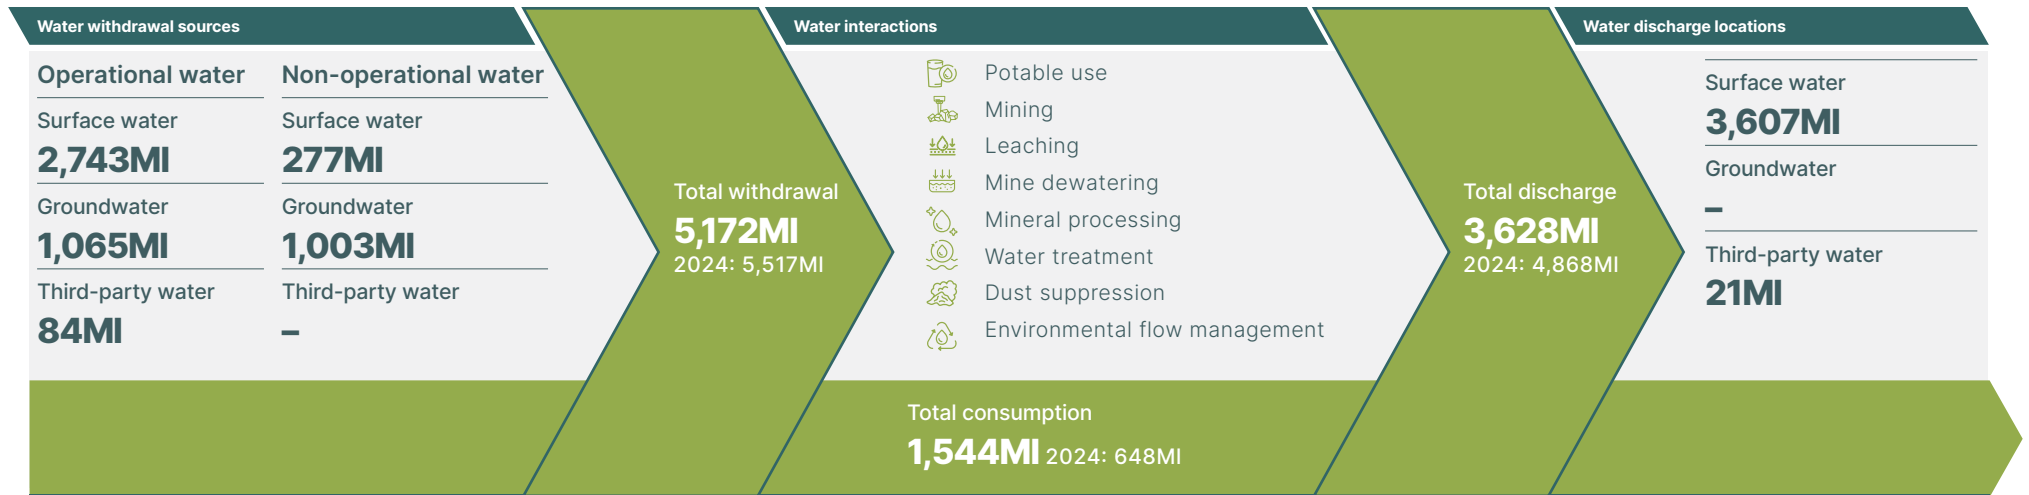 Water withdrawal sources
Operational water
Surface water
2,743Ml
Groundwater
1,065Ml
Third-party water
84Ml
Non-operational water
Surface water
277Ml
Groundwater
1,003Ml
Third-party water
–
Total withdrawal
5,172Ml
2024: 5,517Ml
Water interactions
Potable use
Mining
Leaching
Mine dewatering
Mineral processing
Water treatment
Dust suppression
Environmental flow management
Total consumption
1,544Ml 2024: 648Ml
Total discharge
3,628Ml
2024: 4,868Ml
Water discharge locations
Surface water
3,607Ml
Groundwater
–
Third-party water
21Ml